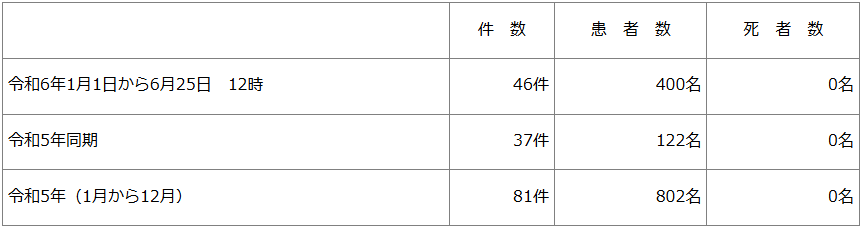 件　数　患　者　数　死　者　数
令和6年1月1日から6月25日　12時　46件　400名　0名
令和5年同期　37件　122名　0名
令和5年（1月から12月）　81件　802名　0名